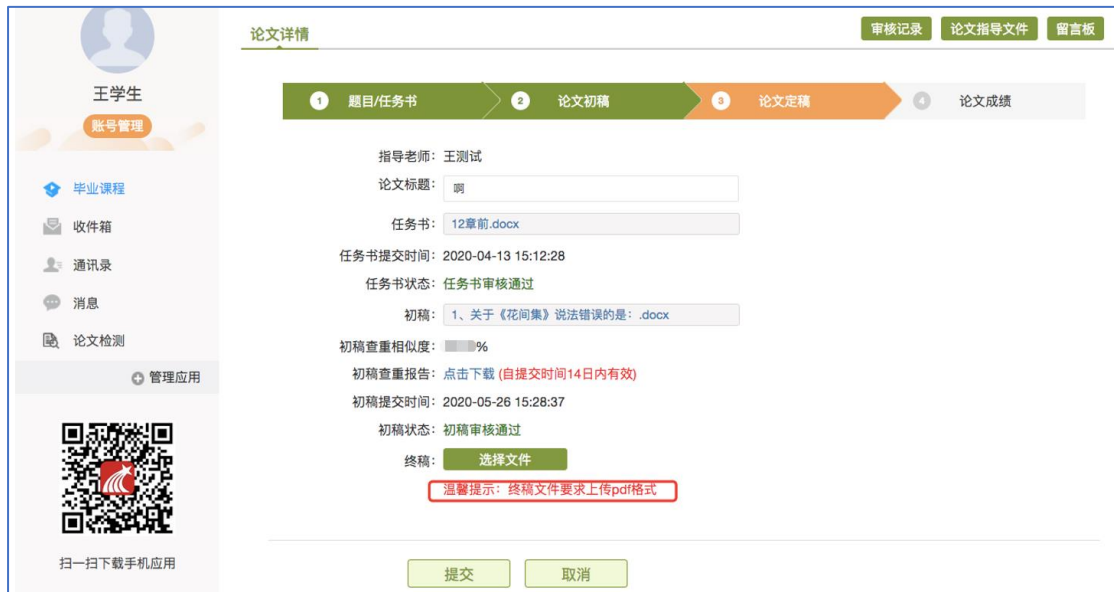 论文详情
审核记录
论文指导文件
留言板
王学生
账号管理
毕业课程
收件箱
通讯录
消息
论文检测
管理应用
扫一扫下载手机应用
1 题目/任务书
2 论文初稿
3 论文定稿
4 论文成绩
指导老师： 王测试
论文标题： 啊
任务书： 12章前.docx
任务书提交时间： 2020-04-13 15:12:28
任务书状态： 任务书审核通过
初稿： 1、关于《花间集》说法错误的是：.docx
初稿查重相似度： %
初稿查重报告： 点击下载 (自提交时间14日内有效)
初稿提交时间： 2020-05-26 15:28:37
初稿状态： 初稿审核通过
终稿： 选择文件
温馨提示：终稿文件要求上传pdf格式
提交
取消